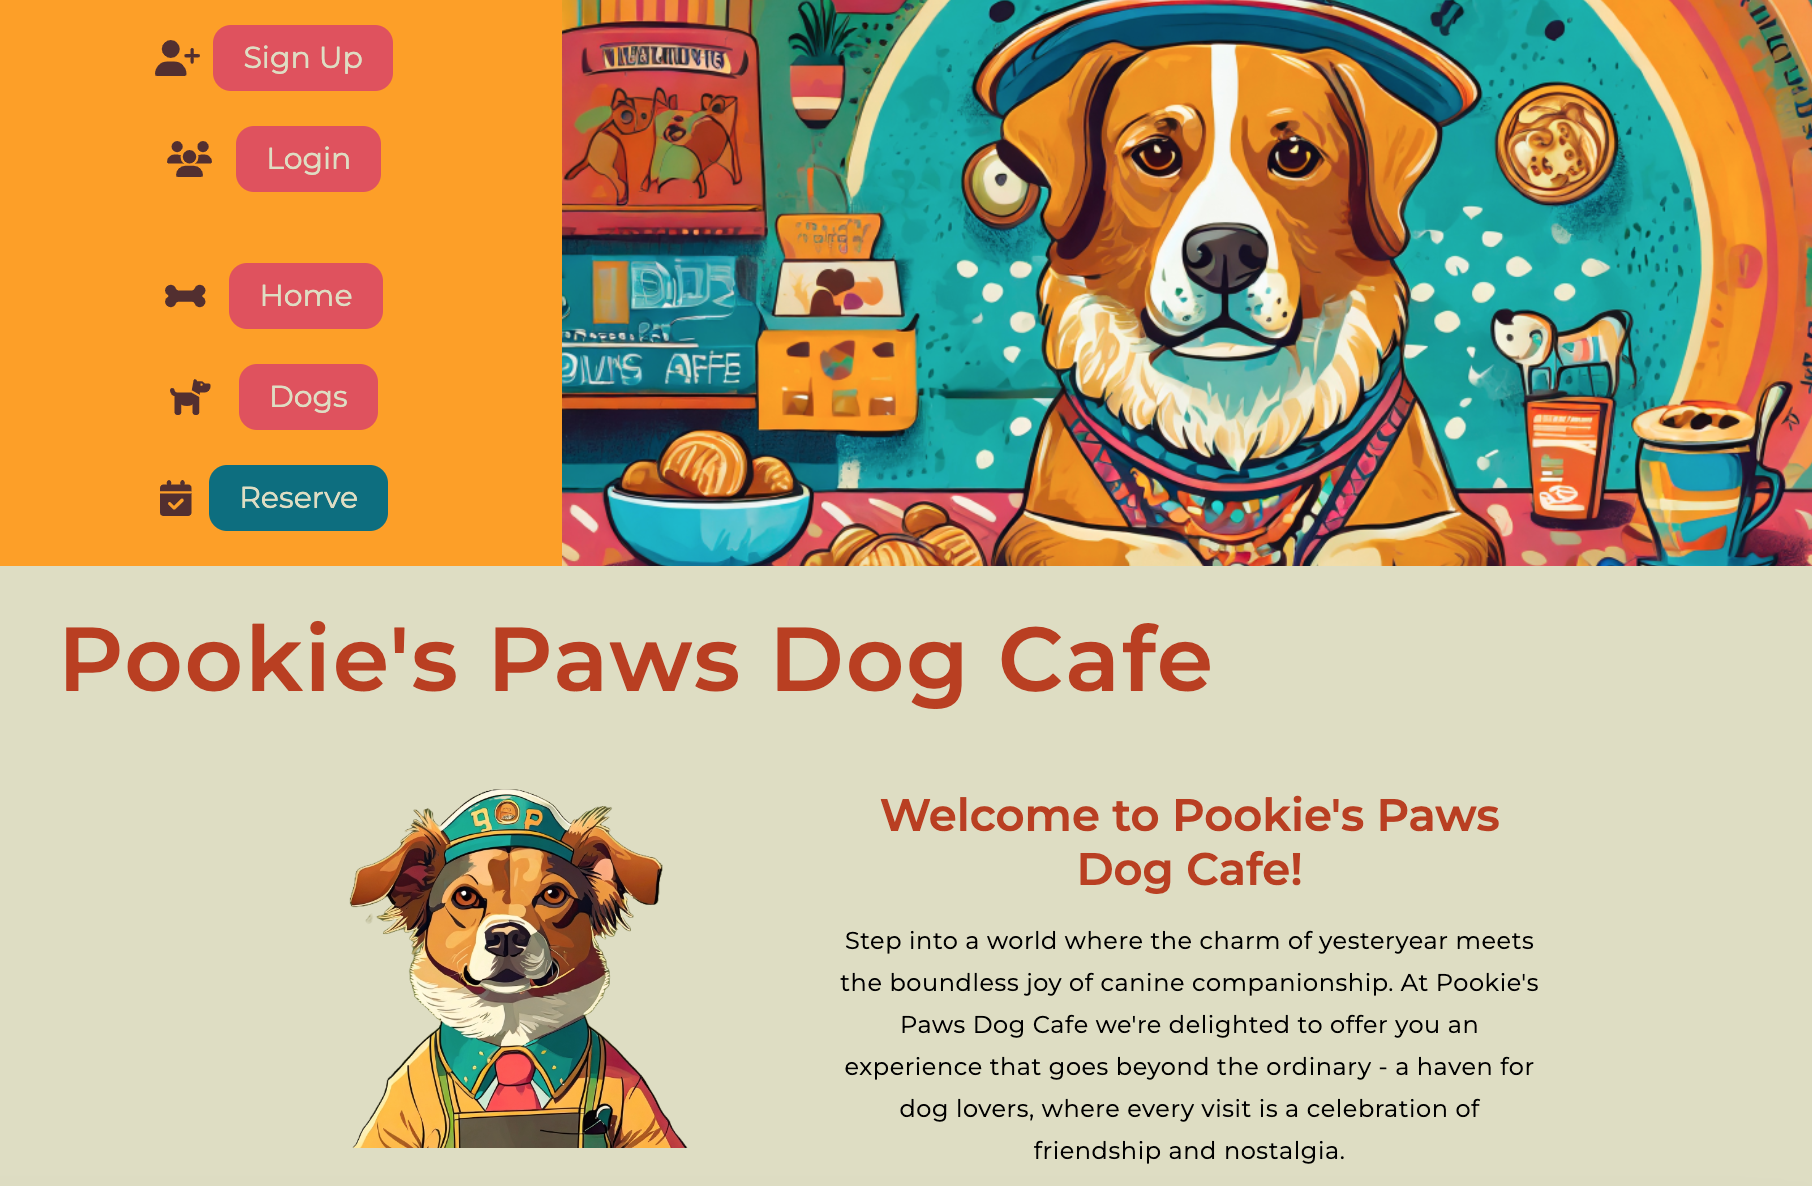 Sign Up
Login
Home
Dogs
Reserve
AFFE
Pookie's Paws Dog Cafe
Welcome to Pookie's Paws
Dog Cafe!
Step into a world where the charm of yesteryear meets
the boundless joy of canine companionship. At Pookie's
Paws Dog Cafe we're delighted to offer you an
experience that goes beyond the ordinary - a haven for
dog lovers, where every visit is a celebration of
friendship and nostalgia.